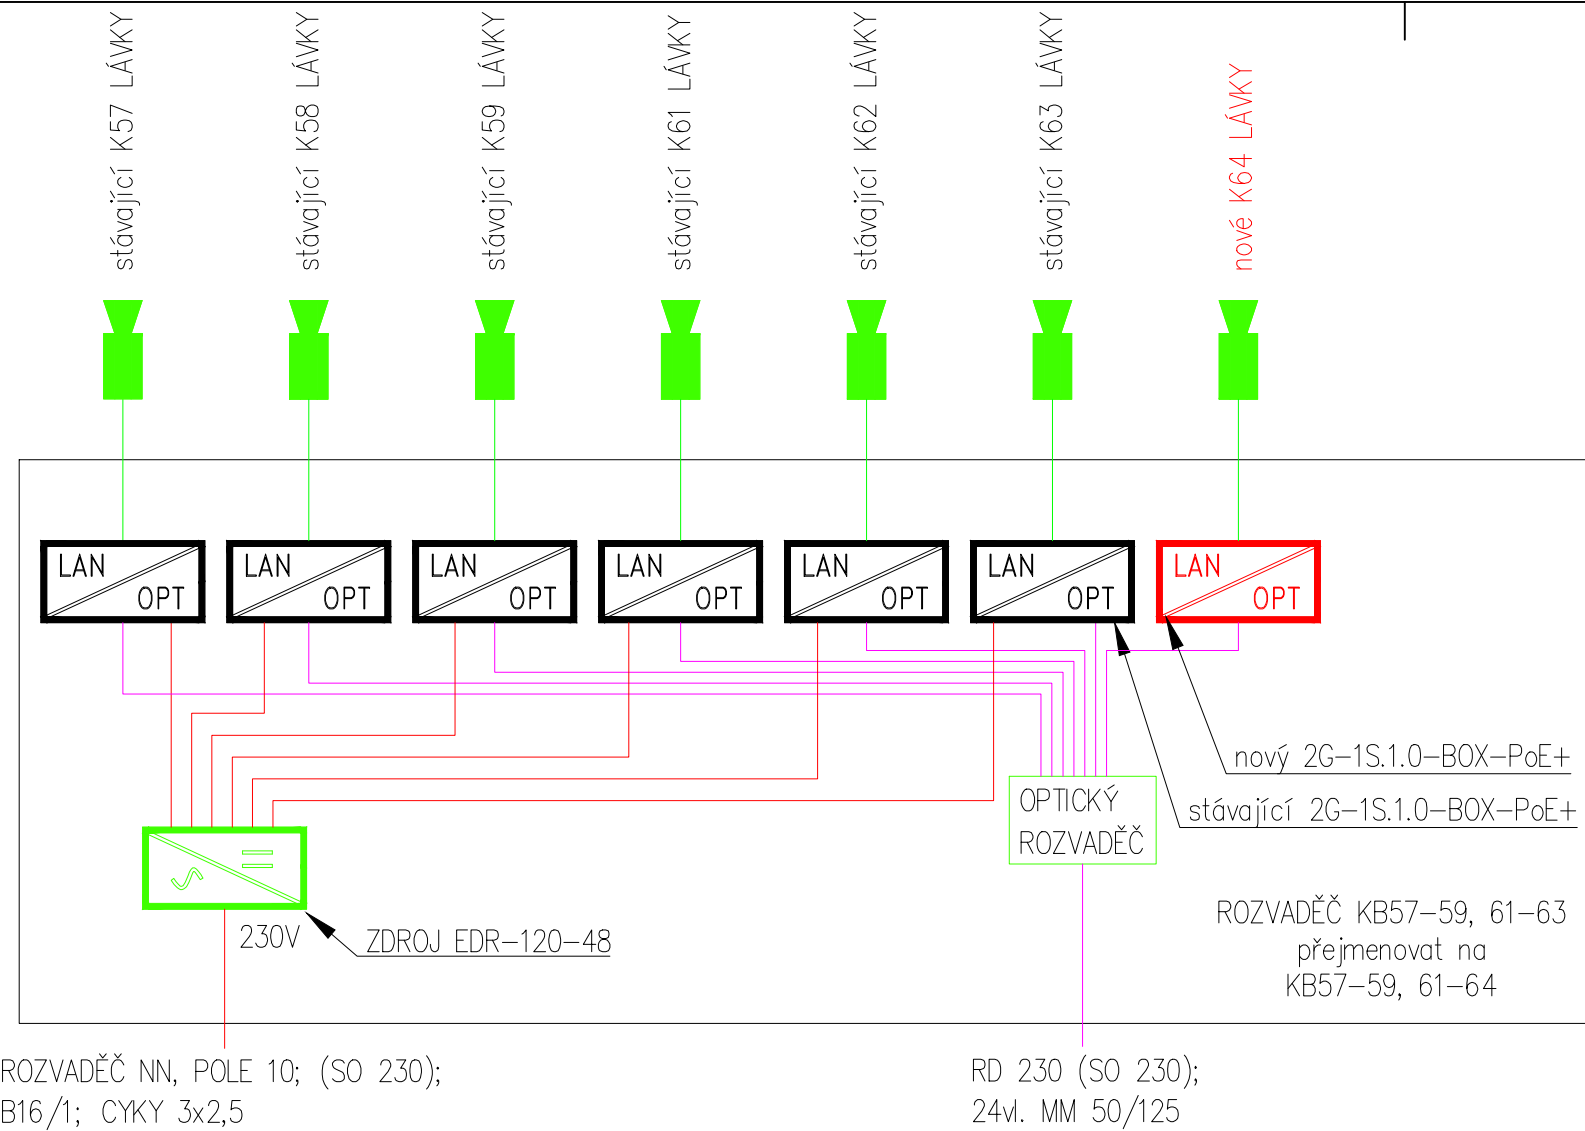 stávající K57 LÁVKY
stávající K58 LÁVKY
stávající K59 LÁVKY
stávající K61 LÁVKY
stávající K62 LÁVKY
stávající K63 LÁVKY
nové K64 LÁVKY
LAN
OPT
LAN
OPT
LAN
OPT
LAN
OPT
LAN
OPT
LAN
OPT
LAN
OPT
nový 2G-1S.1.0-BOX-PoE+
stávající 2G-1S.1.0-BOX-PoE+
OPTICKÝ
ROZVADĚČ
230V
ZDROJ EDR-120-48
ROZVADĚČ KB57-59, 61-63
přejmenovat na
KB57-59, 61-64
ROZVADĚČ NN, POLE 10; (SO 230);
B16/1; CYKY 3x2,5
RD 230 (SO 230);
24vl. MM 50/125